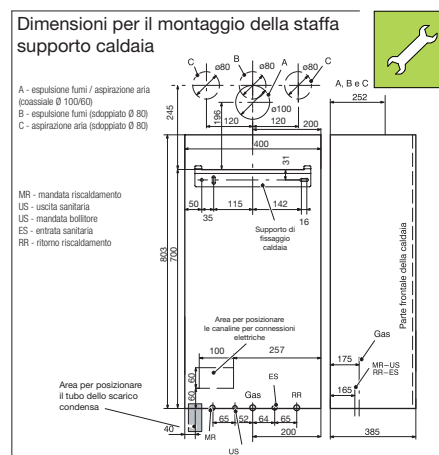 Dimensioni per il montaggio della staffa
supporto caldaia
A - espulsione fumi / aspirazione aria
(coassiale Ø 100/60)
B - espulsione fumi (sdoppiato Ø 80)
C - aspirazione aria (sdoppiato Ø 80)
MR - mandata riscaldamento
US - uscita sanitaria
US - mandata bollitore
ES - entrata sanitaria
RR - ritorno riscaldamento
C B A C
ø80 ø80 ø80
ø100
A, B e C
252
245
196
120 120
200
400
31
50 115 142
35 16
Supporto di
fissaggio
caldaia
803
700
Parte frontale della caldaia
Area per posizionare
le canaline per connessioni
elettriche
100 257
Gas
175
MR-US
RR-ES
165
60
60
Area per posizionare
il tubo dello scarico
condensa
ES
Gas RR
40
65 52 64 65
MR
US
200
385